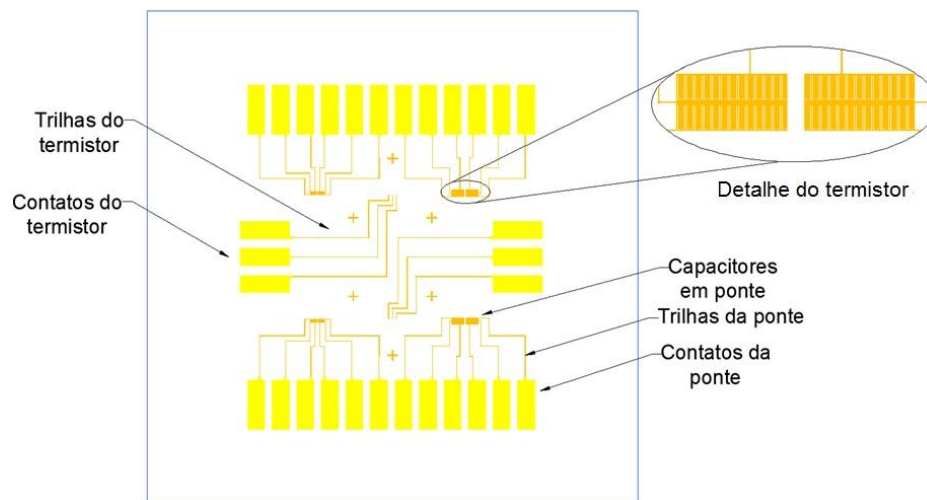 Trilhas do
termistor
Contatos do
termistor
Detalhe do termistor
Capacitores
em ponte
Trilhas da ponte
Contatos da
ponte